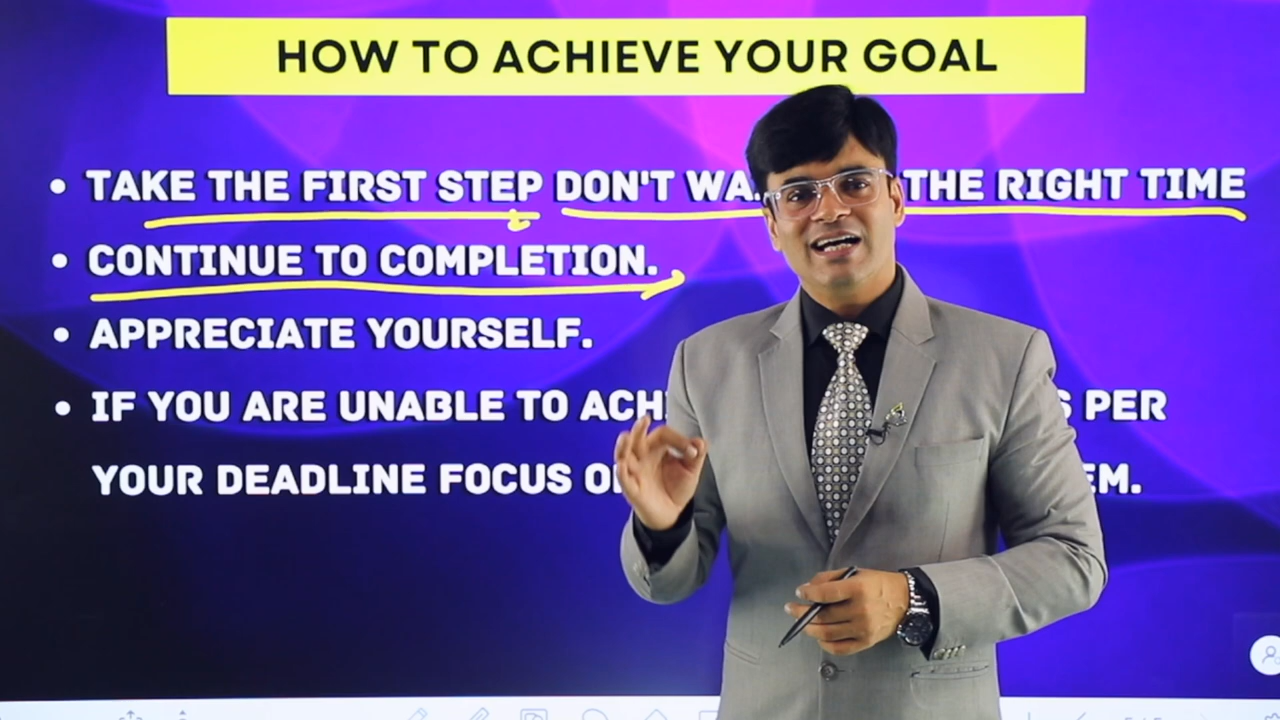 HOW TO ACHIEVE YOUR GOAL
• TAKE THE FIRST STEP DON'T THE RIGHT TIME
• CONTINUE TO COMPLETION.
• APPRECIATE YOURSELF.
• IF YOU ARE UNABLE TO PER
YOUR DEADLINE FOCUS